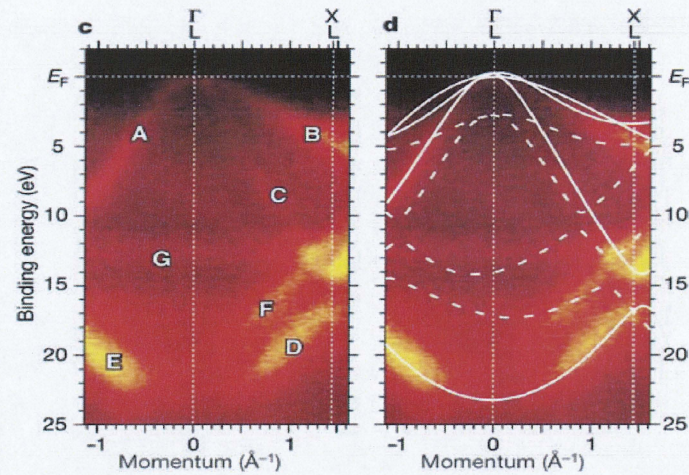 c
Γ
L
X
L
d
Γ
L
X
L
E_F
5
10
15
20
25
Binding energy (eV)
A
B
C
G
F
D
E
-1
0
1
Momentum (Å⁻¹)
E_F
5
10
15
20
25
-1
0
1
Momentum (Å⁻¹)